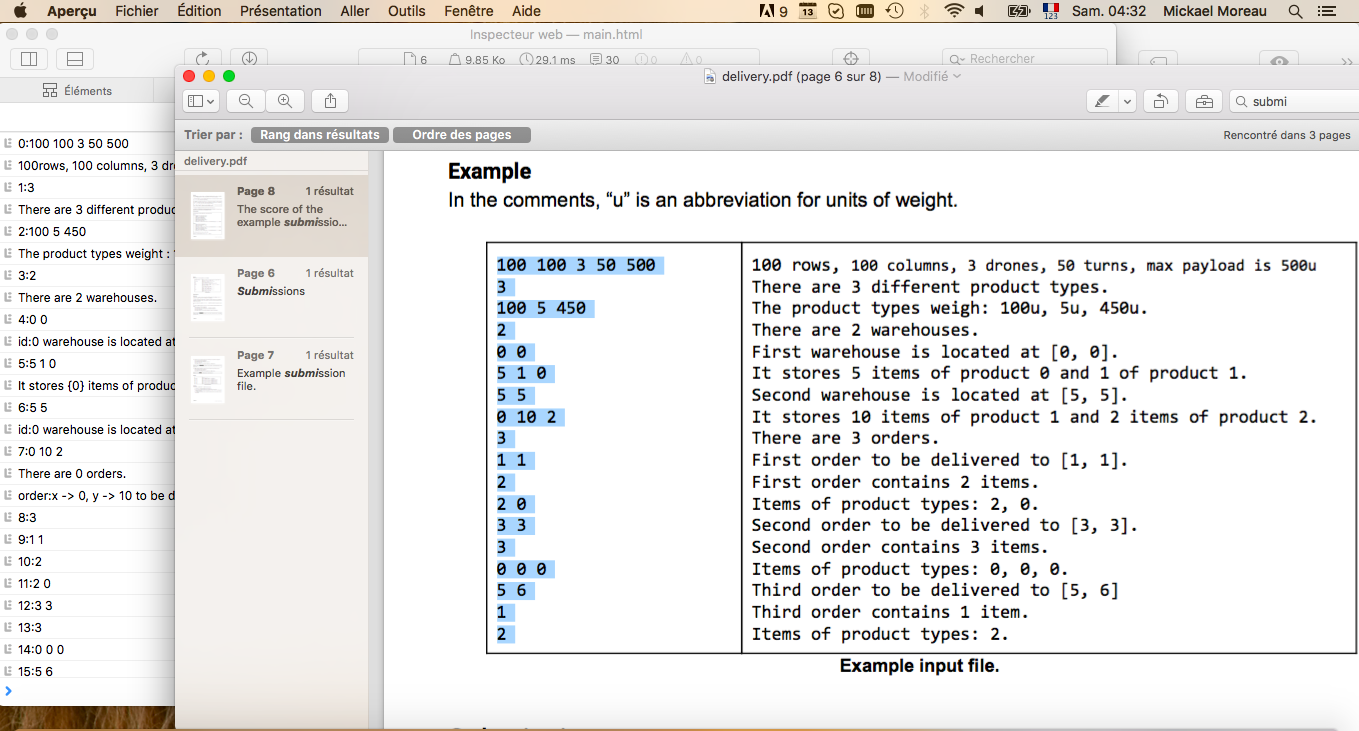 Aperçu Fichier Édition Présentation Aller Outils Fenêtre Aide 9 13 123 Sam. 04:32 Mickael Moreau
Inspecteur web — main.html
6 9.85 Ko 29.1 ms 30 0 0 Rechercher
Éléments
0:100 100 3 50 500
100rows, 100 columns, 3
1:3
There are 3 different
2:100 5 450
The product types weight :
3:2
There are 2 warehouses.
4:0 0
id:0 warehouse is located at
5:5 1 0
It stores {0} items of
6:5 5
id:0 warehouse is located at
7:0 10 2
There are 0 orders.
order:x -> 0, y -> 10 to be
8:3
9:1 1
10:2
11:2 0
12:3 3
13:3
14:0 0 0
15:5 6
delivery.pdf (page 6 sur 8) — Modifié
submi
Trier par : Rang dans résultats Ordre des pages Rencontré dans 3 pages
delivery.pdf
Page 8 1 résultat
The score of the
example submissio...
Page 6 1 résultat
Submissions
Page 7 1 résultat
Example submission
file.
Example
In the comments, “u” is an abbreviation for units of weight.
100 100 3 50 500 100 rows, 100 columns, 3 drones, 50 turns, max payload is 500u
3 There are 3 different product types.
100 5 450 The product types weigh: 100u, 5u, 450u.
2 There are 2 warehouses.
0 0 First warehouse is located at [0, 0].
5 1 0 It stores 5 items of product 0 and 1 of product 1.
5 5 Second warehouse is located at [5, 5].
0 10 2 It stores 10 items of product 1 and 2 items of product 2.
3 There are 3 orders.
1 1 First order to be delivered to [1, 1].
2 First order contains 2 items.
2 0 Items of product types: 2, 0.
3 3 Second order to be delivered to [3, 3].
3 Second order contains 3 items.
0 0 0 Items of product types: 0, 0, 0.
5 6 Third order to be delivered to [5, 6]
1 Third order contains 1 item.
2 Items of product types: 2.
Example input file.